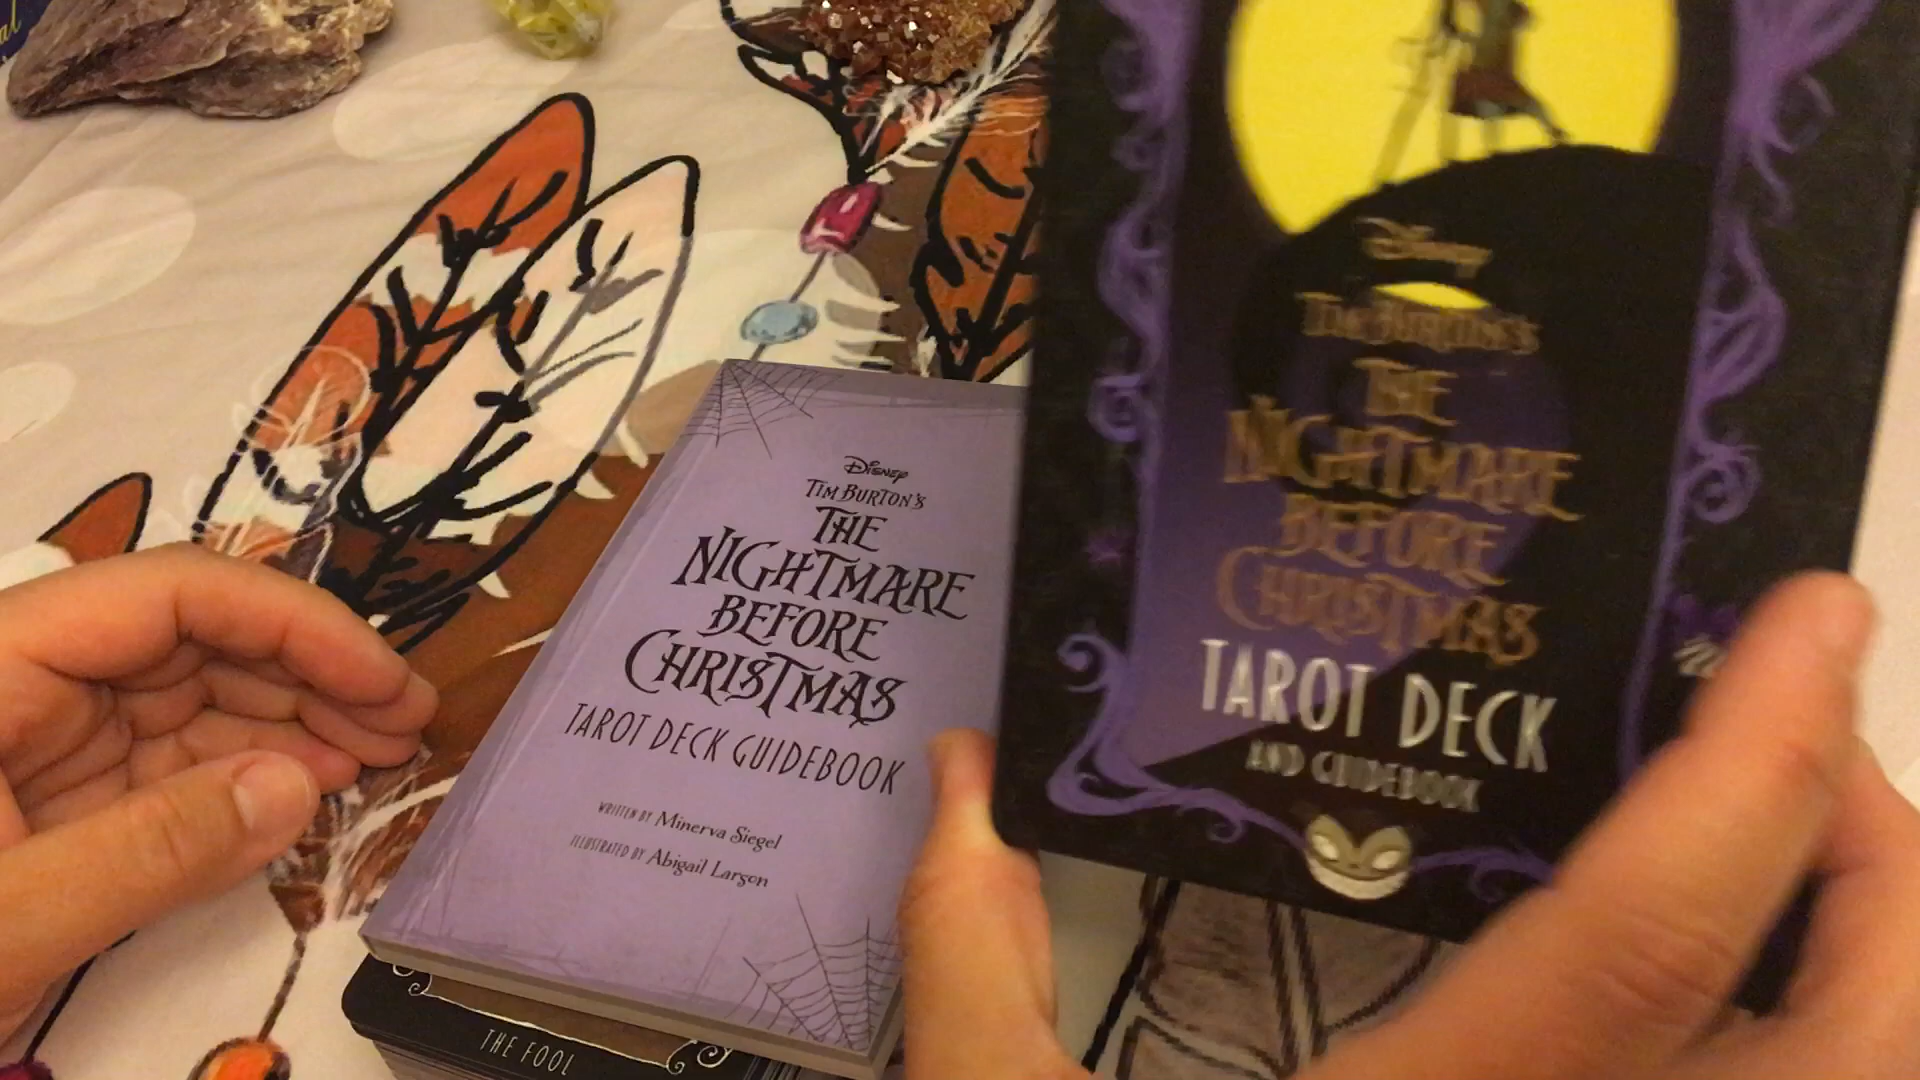 Disney
TIM BURTON'S
THE
NIGHTMARE
BEFORE
CHRISTMAS
TAROT DECK GUIDEBOOK
WRITTEN BY Minerva Siegel
ILLUSTRATED BY Abigail Larson
THE FOOL
Disney
TIM BURTON'S
THE
NIGHTMARE
BEFORE
CHRISTMAS
TAROT DECK
AND GUIDEBOOK